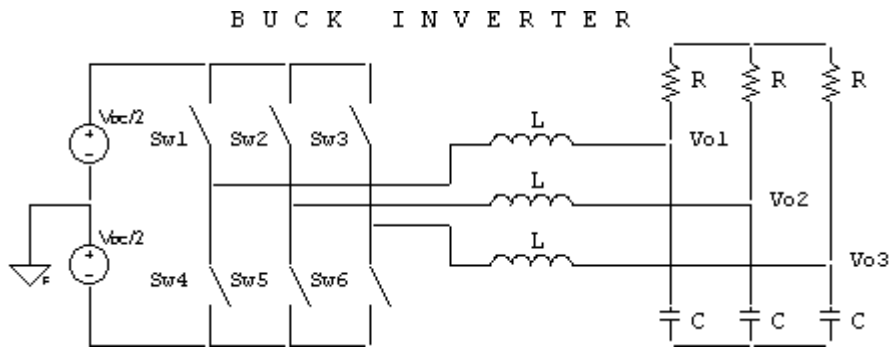 B U C K   I N V E R T E R
R R R
VDC/2
Sw1 Sw2 Sw3
L
Vo1
L
Vo2
VDC/2
L
Vo3
Sw4 Sw5 Sw6
C C C